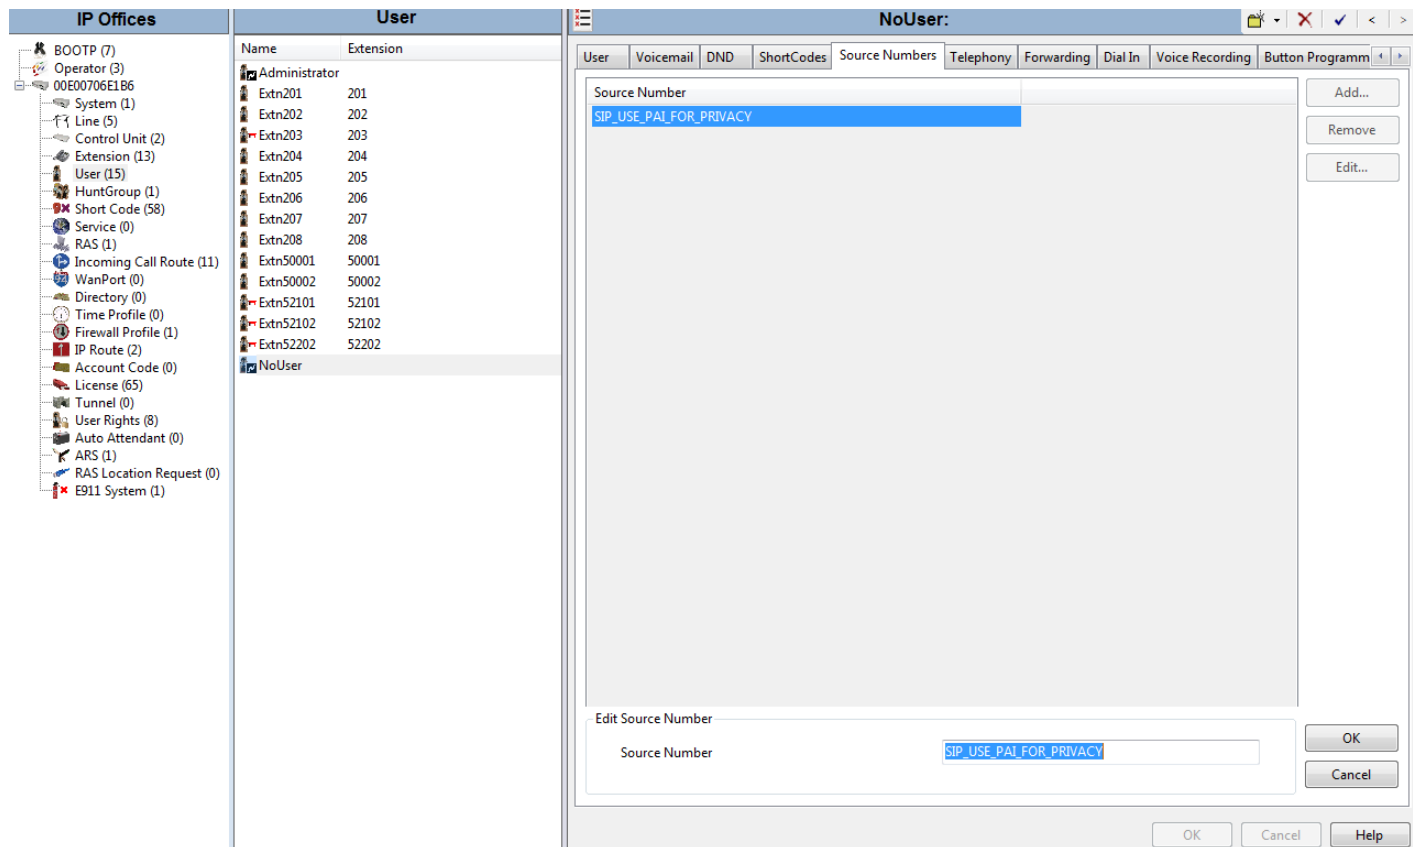 IP Offices
BOOTP (7)
Operator (3)
00E00706E1B6
System (1)
Line (5)
Control Unit (2)
Extension (13)
User (15)
HuntGroup (1)
Short Code (58)
Service (0)
RAS (1)
Incoming Call Route (11)
WanPort (0)
Directory (0)
Time Profile (0)
Firewall Profile (1)
IP Route (2)
Account Code (0)
License (65)
Tunnel (0)
User Rights (8)
Auto Attendant (0)
ARS (1)
RAS Location Request (0)
E911 System (1)
User
Name Extension
Administrator
Extn201 201
Extn202 202
Extn203 203
Extn204 204
Extn205 205
Extn206 206
Extn207 207
Extn208 208
Extn50001 50001
Extn50002 50002
Extn52101 52101
Extn52102 52102
Extn52202 52202
NoUser
NoUser:
User Voicemail DND ShortCodes Source Numbers Telephony Forwarding Dial In Voice Recording Button Programm
Source Number
SIP_USE_PAI_FOR_PRIVACY
Add...
Remove
Edit...
Edit Source Number
Source Number SIP_USE_PAI_FOR_PRIVACY
OK
Cancel
OK Cancel Help